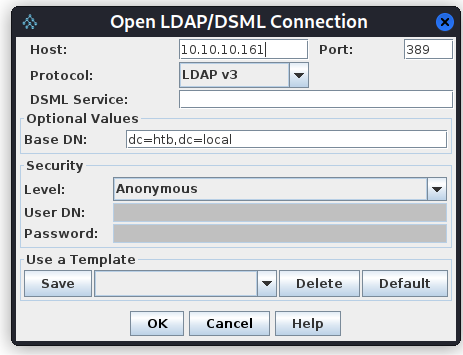 Open LDAP/DSML Connection
Host: 10.10.10.161 Port: 389
Protocol: LDAP v3
DSML Service:
Optional Values
Base DN: dc=htb,dc=local
Security
Level: Anonymous
User DN:
Password:
Use a Template
Save Delete Default
OK Cancel Help